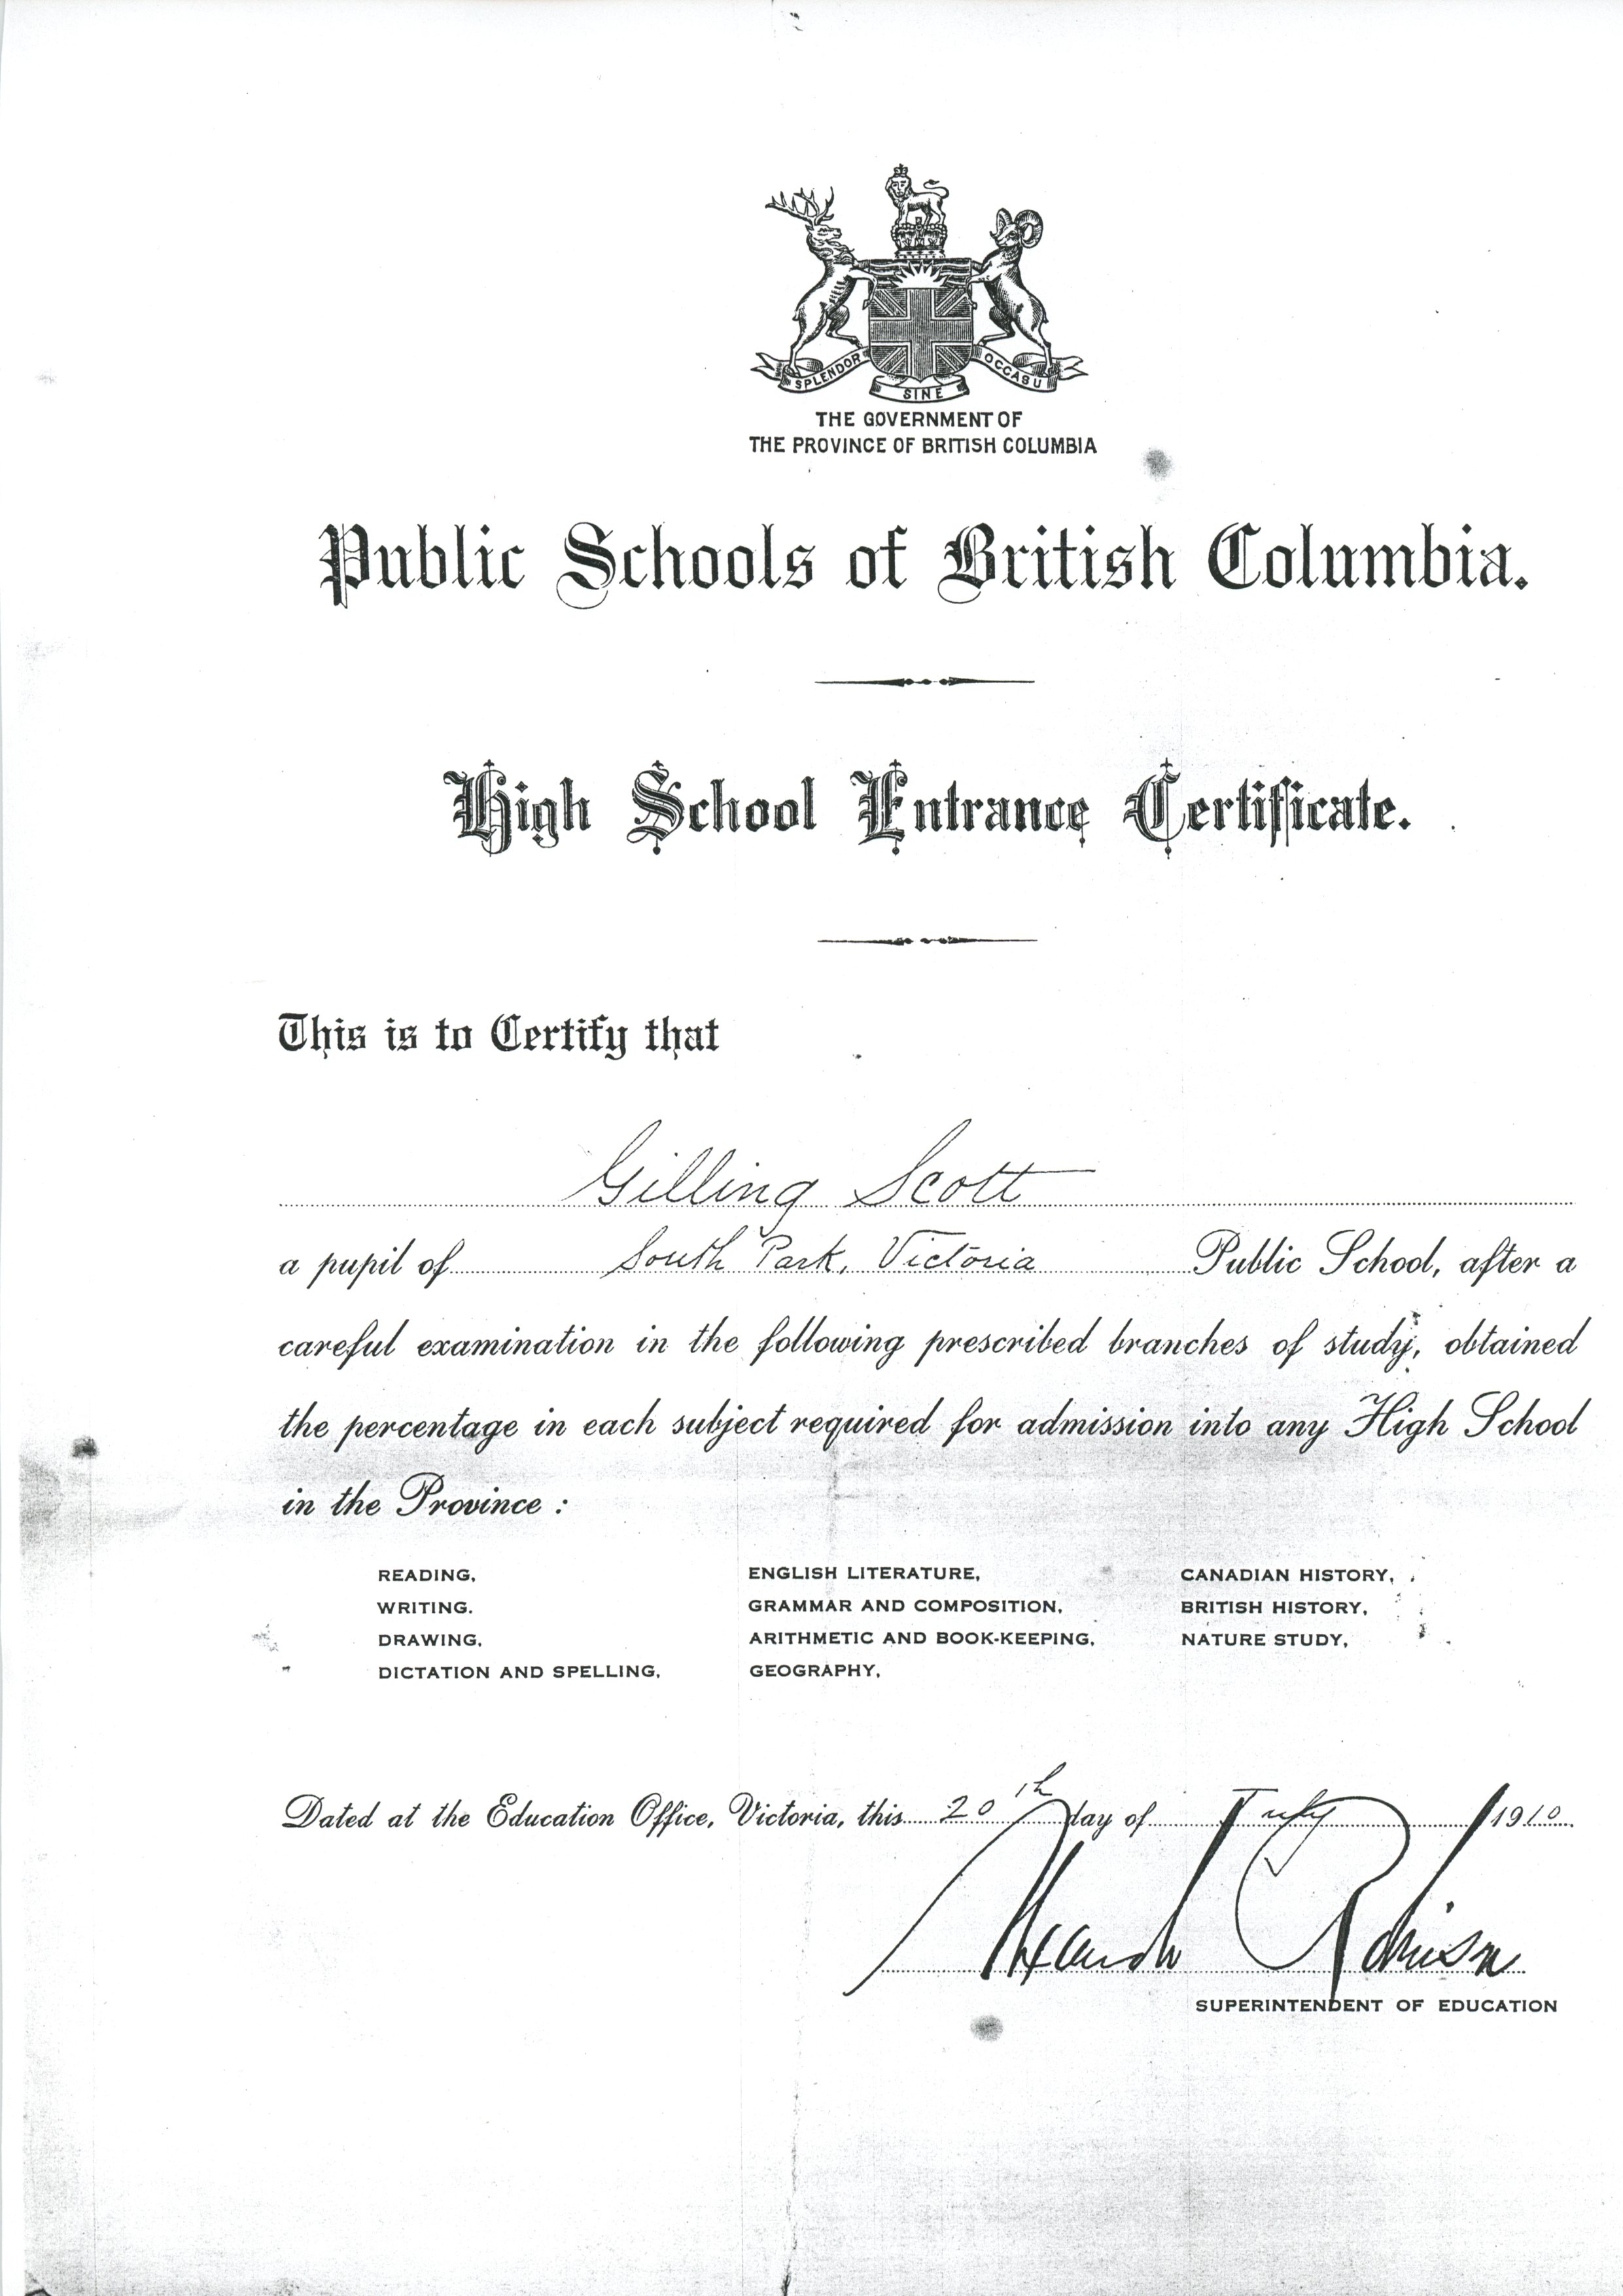 SPLENDOR SINE OCCASU
THE GOVERNMENT OF
THE PROVINCE OF BRITISH COLUMBIA
Public Schools of British Columbia.
High School Entrance Certificate.
This is to Certify that
Gilling Scott
a pupil of South Park, Victoria Public School, after a
careful examination in the following prescribed branches of study, obtained
the percentage in each subject required for admission into any High School
in the Province :
READING, ENGLISH LITERATURE, CANADIAN HISTORY,
WRITING. GRAMMAR AND COMPOSITION, BRITISH HISTORY,
DRAWING, ARITHMETIC AND BOOK-KEEPING, NATURE STUDY,
DICTATION AND SPELLING, GEOGRAPHY,
Dated at the Education Office, Victoria, this 20th day of July 1910
Robinson
SUPERINTENDENT OF EDUCATION